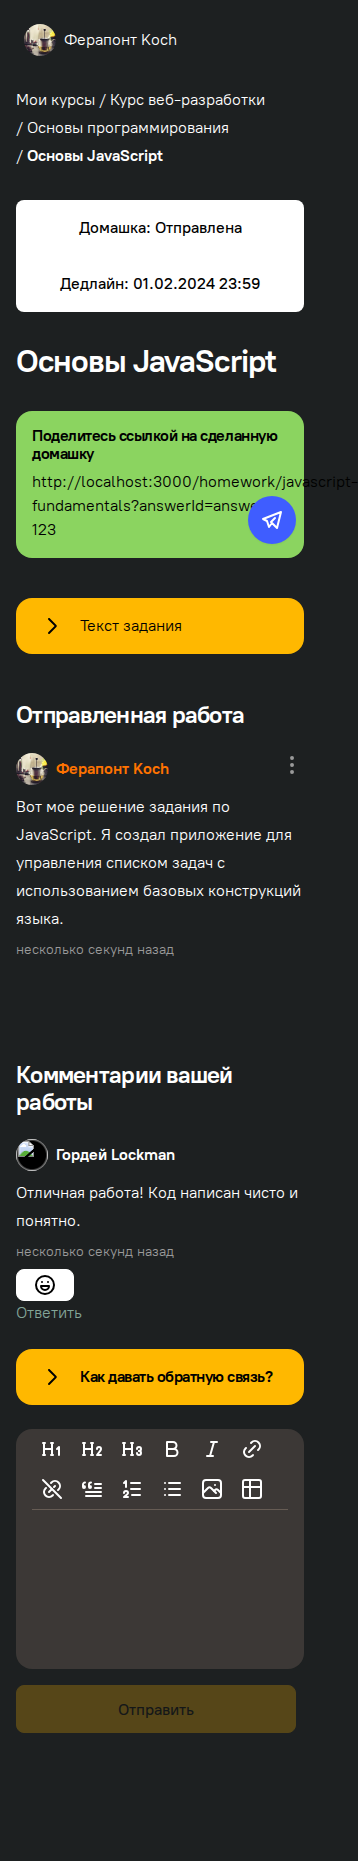 Ферапонт Koch
Мои курсы / Курс веб-разработки
/ Основы программирования
/ Основы JavaScript
Домашка: Отправлена
Дедлайн: 01.02.2024 23:59
Основы JavaScript
Поделитесь ссылкой на сделанную
домашку
http://localhost:3000/homework/javascript-
fundamentals?answerId=answe
123
Текст задания
Отправленная работа
Ферапонт Koch
Вот мое решение задания по
JavaScript. Я создал приложение для
управления списком задач с
использованием базовых конструкций
языка.
несколько секунд назад
Комментарии вашей
работы
Гордей Lockman
Отличная работа! Код написан чисто и
понятно.
несколько секунд назад
Ответить
Как давать обратную связь?
H1 H2 H3 B I
Отправить